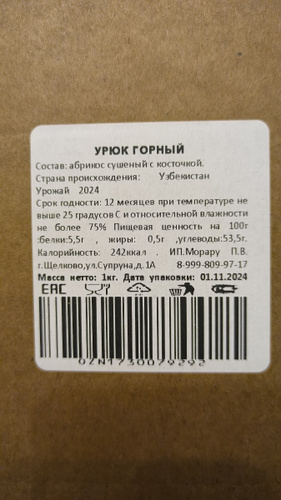 УРЮК ГОРНЫЙ
Состав: абрикос сушеный с косточкой.
Страна происхождения: Узбекистан
Урожай 2024
Срок годности: 12 месяцев при температуре не
выше 25 градусов С и относительной влажности
не более 75% Пищевая ценность на 100г
:белки:5,5г , жиры: 0,5г ,углеводы:53,5г.
Калорийность: 242ккал . ИП.Морару П.В.
г.Щелково,ул.Супруна,д.1А 8-999-809-97-17
Масса нетто: 1кг. Дата упаковки: 01.11.2024
EAC
OZN1730079292